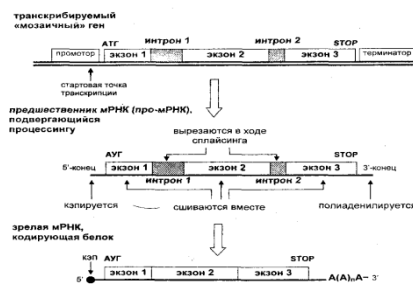 транскрибируемый
«мозаичный» ген
интрон 1 интрон 2
АТГ STOP
промотор экзон 1 экзон 2 экзон 3 терминатор
стартовая точка
транскрипции
предшественник мРНК (про-мРНК),
подвергающийся
процессингу
вырезаются в ходе
сплайсинга
АУГ STOP
5'-конец экзон 1 экзон 2 экзон 3 3'-конец
интрон 1 интрон 2
кэпируется сшиваются вместе полиаденилируется
зрелая мРНК,
кодирующая белок
кэп АУГ STOP
5' экзон 1 экзон 2 экзон 3 А(А)nА– 3'